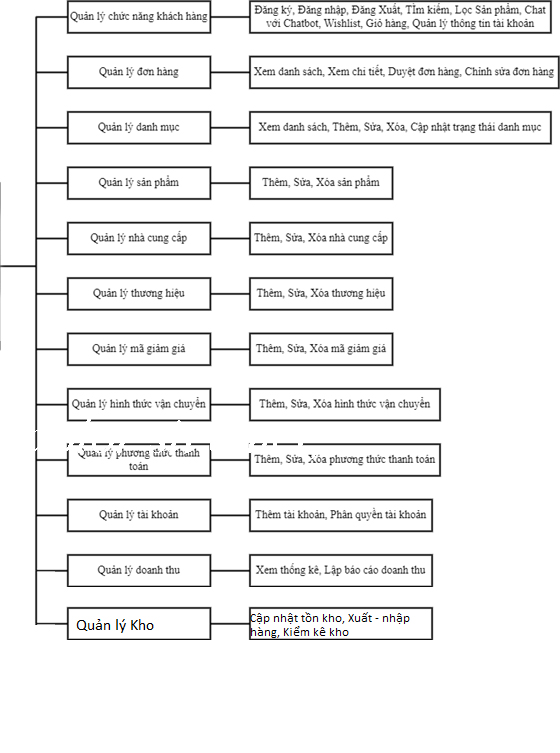 Quản lý chức năng khách hàng
Đăng ký, Đăng nhập, Đăng Xuất, Tìm kiếm, Lọc Sản phẩm, Chat
với Chatbot, Wishlist, Giỏ hàng, Quản lý thông tin tài khoản
Quản lý đơn hàng
Xem danh sách, Xem chi tiết, Duyệt đơn hàng, Chỉnh sửa đơn hàng
Quản lý danh mục
Xem danh sách, Thêm, Sửa, Xóa, Cập nhật trạng thái danh mục
Quản lý sản phẩm
Thêm, Sửa, Xóa sản phẩm
Quản lý nhà cung cấp
Thêm, Sửa, Xóa nhà cung cấp
Quản lý thương hiệu
Thêm, Sửa, Xóa thương hiệu
Quản lý mã giảm giá
Thêm, Sửa, Xóa mã giảm giá
Quản lý hình thức vận chuyển
Thêm, Sửa, Xóa hình thức vận chuyển
Quản lý phương thức thanh
toán
Thêm, Sửa, Xóa phương thức thanh toán
Quản lý tài khoản
Thêm tài khoản, Phân quyền tài khoản
Quản lý doanh thu
Xem thống kê, Lập báo cáo doanh thu
Quản lý Kho
Cập nhật tồn kho, Xuất - nhập
hàng, Kiểm kê kho